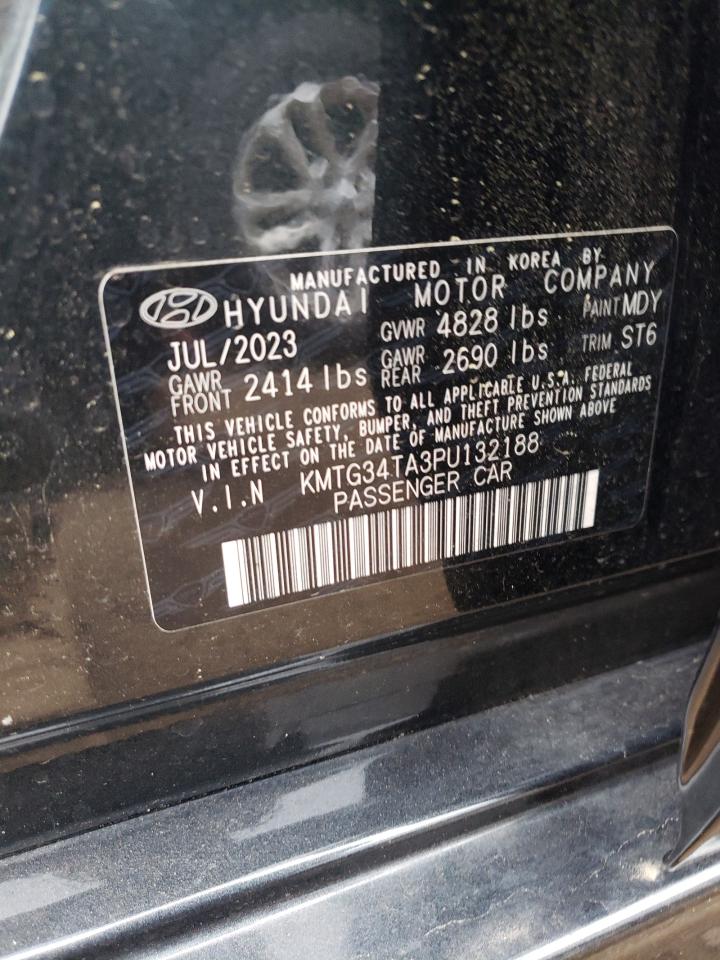 MANUFACTURED IN KOREA BY
HYUNDAI MOTOR COMPANY
JUL/2023 GVWR 4828 lbs PAINT MDY
GAWR FRONT 2414 lbs GAWR REAR 2690 lbs TRIM ST6
THIS VEHICLE CONFORMS TO ALL APPLICABLE U.S.A. FEDERAL
MOTOR VEHICLE SAFETY, BUMPER, AND THEFT PREVENTION STANDARDS
IN EFFECT ON THE DATE OF MANUFACTURE SHOWN ABOVE
V.I.N KMTG34TA3PU132188
PASSENGER CAR